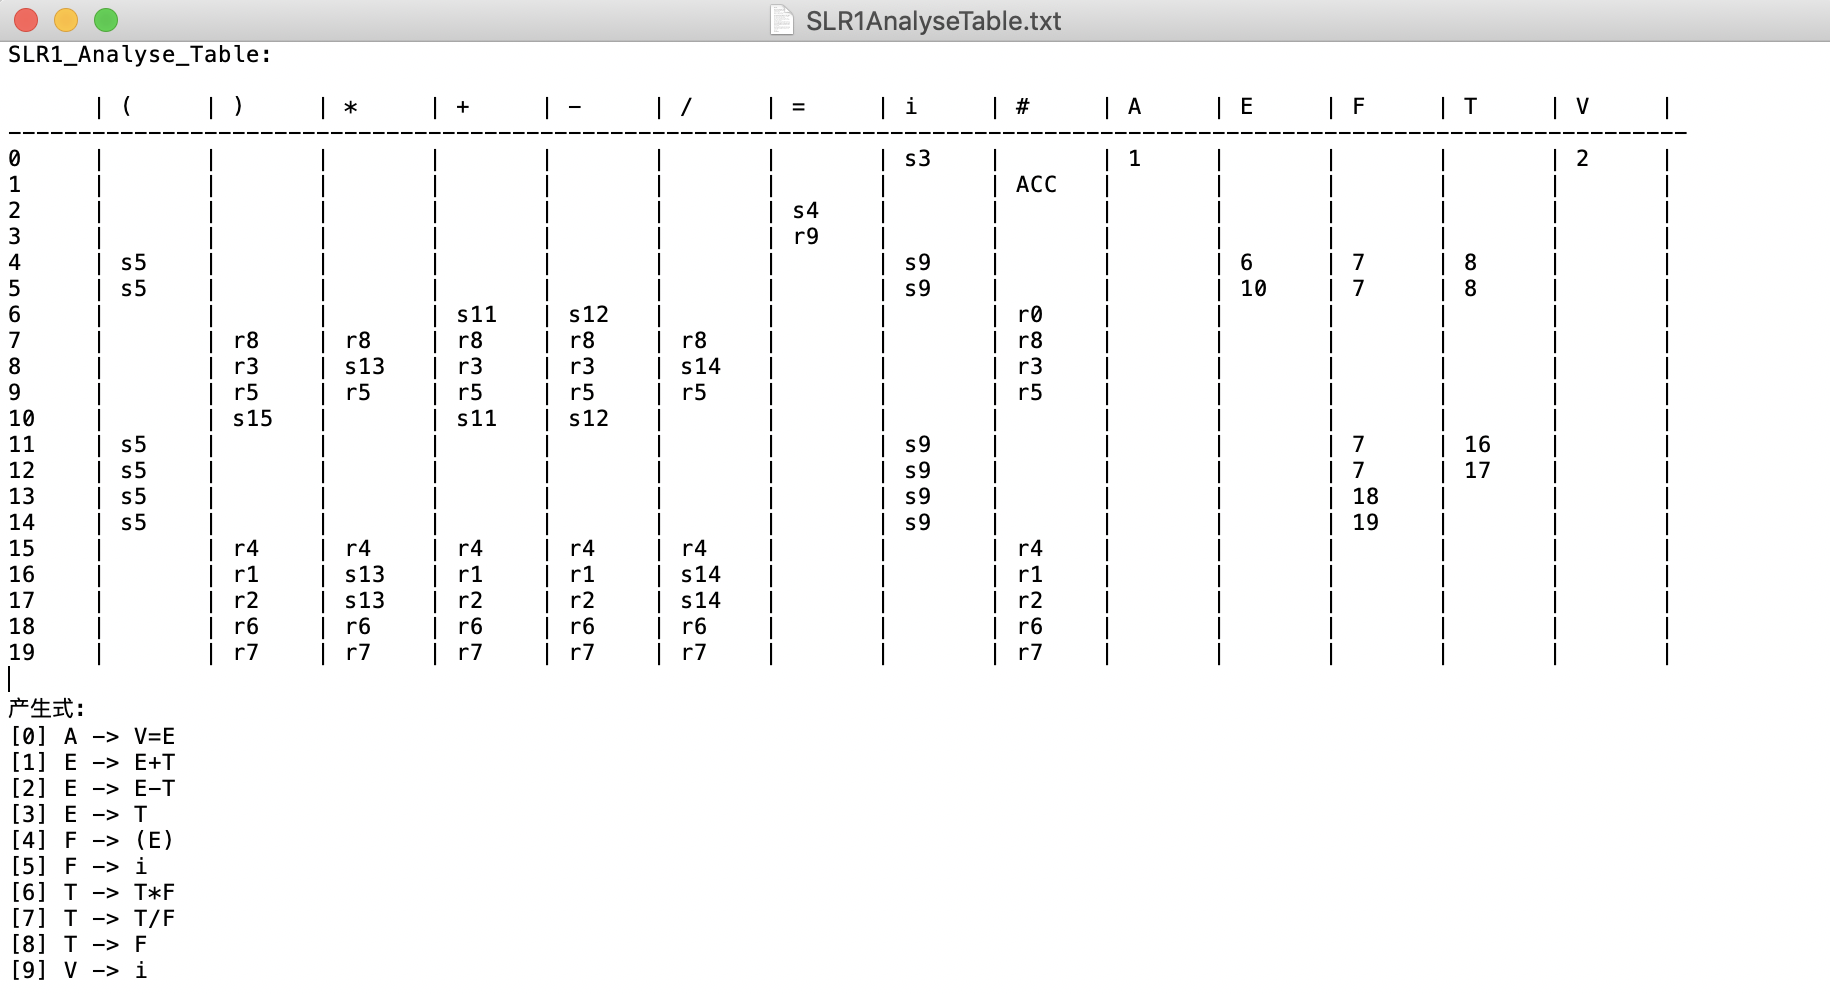 SLR1AnalyseTable.txt
SLR1_Analyse_Table:
| ( | ) | * | + | - | / | = | i | # | A | E | F | T | V |
------------------------------------------------------------------------------------------------------------------------
0 | | | | | | | | s3 | | 1 | | | | 2 |
1 | | | | | | | | | ACC | | | | | |
2 | | | | | | | s4 | | | | | | | |
3 | | | | | | | r9 | | | | | | | |
4 | s5 | | | | | | | s9 | | | 6 | 7 | 8 | |
5 | s5 | | | | | | | s9 | | | 10 | 7 | 8 | |
6 | | | | s11 | s12 | | | | r0 | | | | | |
7 | | r8 | r8 | r8 | r8 | r8 | | | r8 | | | | | |
8 | | r3 | s13 | r3 | r3 | s14 | | | r3 | | | | | |
9 | | r5 | r5 | r5 | r5 | r5 | | | r5 | | | | | |
10 | | s15 | | s11 | s12 | | | | | | | | | |
11 | s5 | | | | | | | s9 | | | | 7 | 16 | |
12 | s5 | | | | | | | s9 | | | | 7 | 17 | |
13 | s5 | | | | | | | s9 | | | | 18 | | |
14 | s5 | | | | | | | s9 | | | | 19 | | |
15 | | r4 | r4 | r4 | r4 | r4 | | | r4 | | | | | |
16 | | r1 | s13 | r1 | r1 | s14 | | | r1 | | | | | |
17 | | r2 | s13 | r2 | r2 | s14 | | | r2 | | | | | |
18 | | r6 | r6 | r6 | r6 | r6 | | | r6 | | | | | |
19 | | r7 | r7 | r7 | r7 | r7 | | | r7 | | | | | |
产生式:
[0] A -> V=E
[1] E -> E+T
[2] E -> E-T
[3] E -> T
[4] F -> (E)
[5] F -> i
[6] T -> T*F
[7] T -> T/F
[8] T -> F
[9] V -> i